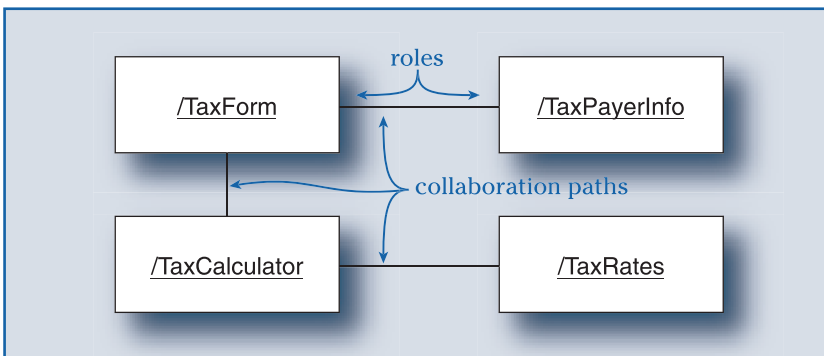 roles
/TaxForm
/TaxPayerInfo
collaboration paths
/TaxCalculator
/TaxRates